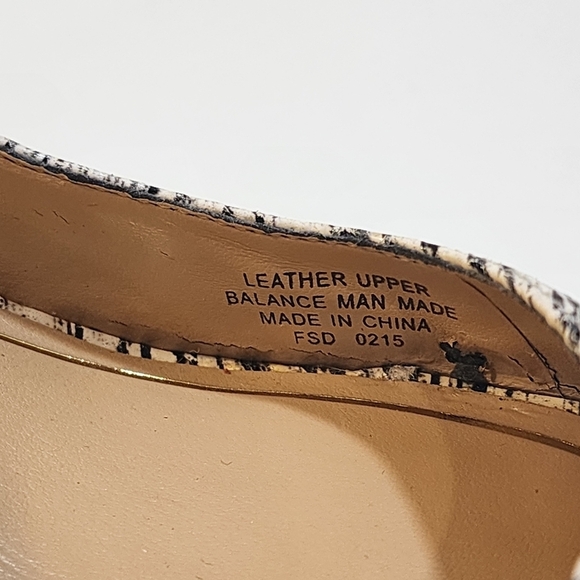 LEATHER UPPER
BALANCE MAN MADE
MADE IN CHINA
FSD 0215